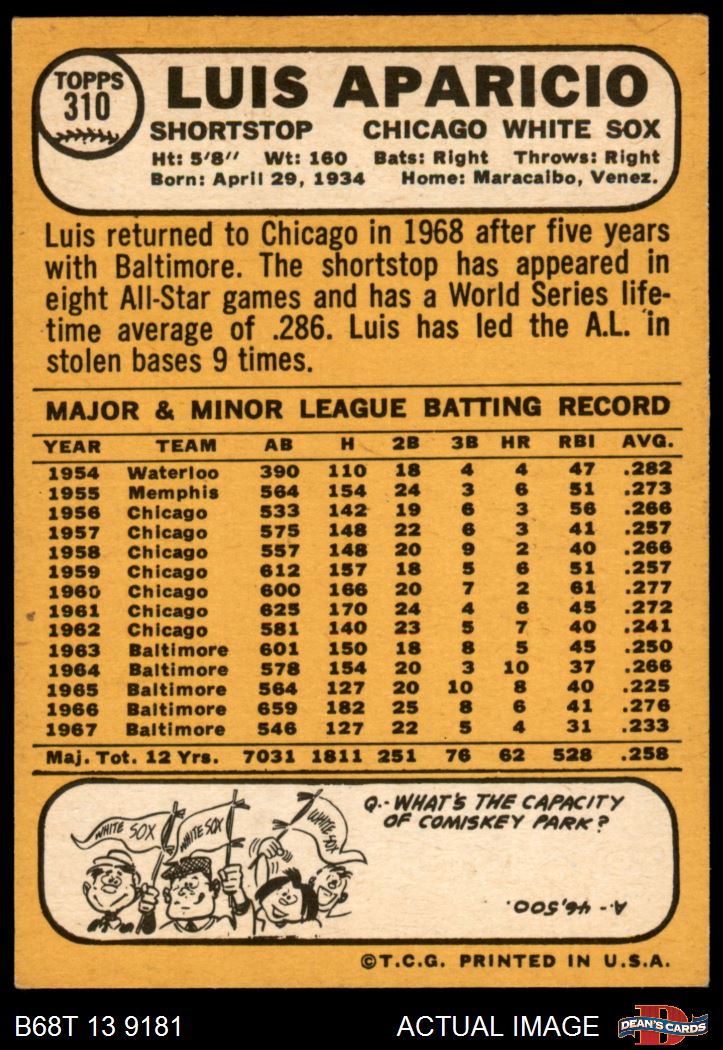 TOPPS
310
LUIS APARICIO
SHORTSTOP CHICAGO WHITE SOX
Ht: 5'8" Wt: 160 Bats: Right Throws: Right
Born: April 29, 1934 Home: Maracaibo, Venez.
Luis returned to Chicago in 1968 after five years
with Baltimore. The shortstop has appeared in
eight All-Star games and has a World Series life-
time average of .286. Luis has led the A.L. in
stolen bases 9 times.
MAJOR & MINOR LEAGUE BATTING RECORD
YEAR TEAM AB H 2B 3B HR RBI AVG.
1954 Waterloo 390 110 18 4 4 47 .282
1955 Memphis 564 154 24 3 6 51 .273
1956 Chicago 533 142 19 6 3 56 .266
1957 Chicago 575 148 22 6 3 41 .257
1958 Chicago 557 148 20 9 2 40 .266
1959 Chicago 612 157 18 5 6 51 .257
1960 Chicago 600 166 20 7 2 61 .277
1961 Chicago 625 170 24 4 6 45 .272
1962 Chicago 581 140 23 5 7 40 .241
1963 Baltimore 601 150 18 8 5 45 .250
1964 Baltimore 578 154 20 3 10 37 .266
1965 Baltimore 564 127 20 10 8 40 .225
1966 Baltimore 659 182 25 8 6 41 .276
1967 Baltimore 546 127 22 5 4 31 .233
Maj. Tot. 12 Yrs. 7031 1811 251 76 62 528 .258
WHITE SOX
WHITE SOX
WHITE SOX
Q.- WHAT'S THE CAPACITY
OF COMISKEY PARK?
A.- 46,500.
©T.C.G. PRINTED IN U.S.A.
B68T 13 9181 ACTUAL IMAGE
D
DEAN'S CARDS